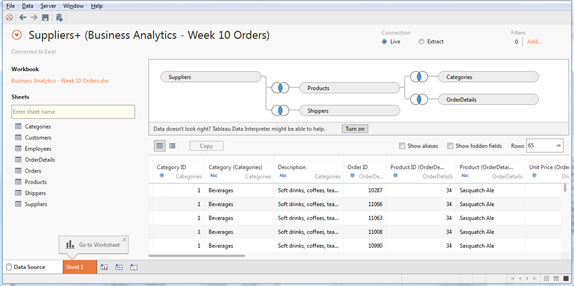 File Data Server Window Help
Suppliers+ (Business Analytics - Week 10 Orders)
Connection
Live Extract
Filters
0 Add...
Connected to Excel
Workbook
Business Analytics - Week 10 Orders.xlsx
Sheets
Enter sheet name
Categories
Customers
Employees
OrderDetails
Orders
Products
Shippers
Suppliers
Suppliers
Products
Categories
Shippers
OrderDetails
Data doesn't look right? Tableau Data Interpreter might be able to help. Turn on
Copy Show aliases Show hidden fields Rows 65
Category ID Category (Categories) Description Order ID Product ID (OrderDe... Product (OrderDetai... Unit Price (Order
Categories Abc Categories Abc Categories OrderDe... OrderDetails Abc OrderDetails OrderDet
1 Beverages Soft drinks, coffees, tea... 10287 34 Sasquatch Ale
1 Beverages Soft drinks, coffees, tea... 11066 34 Sasquatch Ale
1 Beverages Soft drinks, coffees, tea... 11063 34 Sasquatch Ale
1 Beverages Soft drinks, coffees, tea... 11008 34 Sasquatch Ale
1 Beverages Soft drinks, coffees, tea... 10990 34 Sasquatch Ale
Go to Worksheet
Data Source Sheet 1